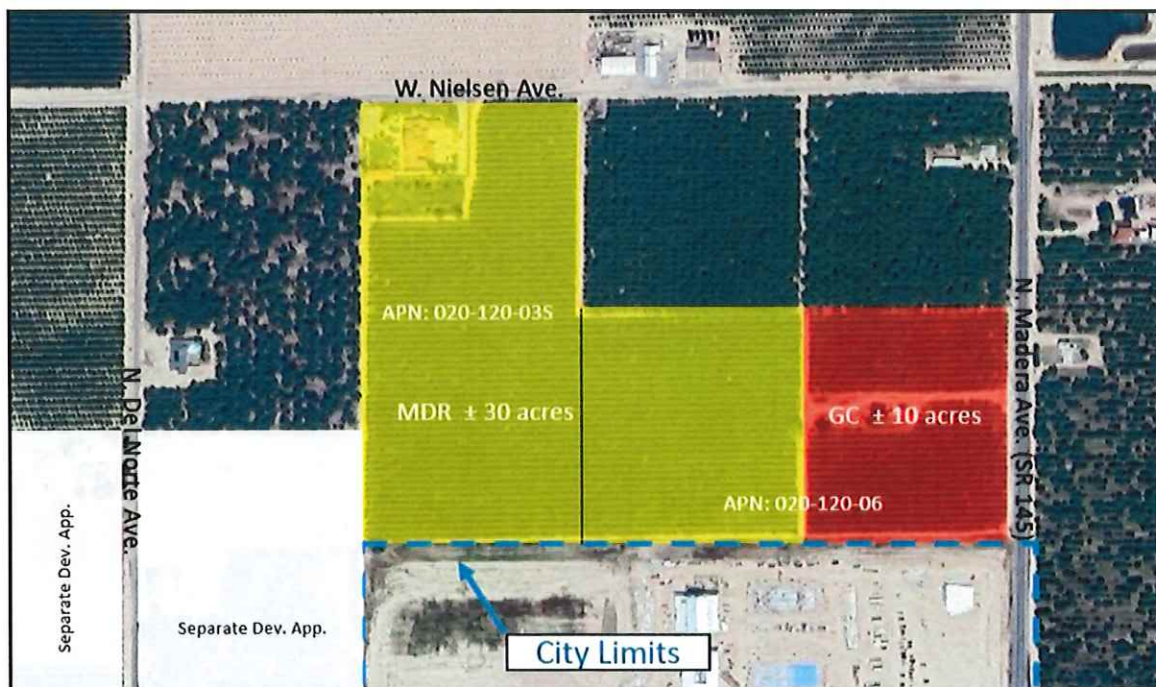 W. Nielsen Ave.
APN: 020-120-03S
MDR ± 30 acres
GC ± 10 acres
APN: 020-120-06
N. Del Norte Ave.
N. Madera Ave. (SR 145)
Separate Dev. App.
Separate Dev. App.
City Limits